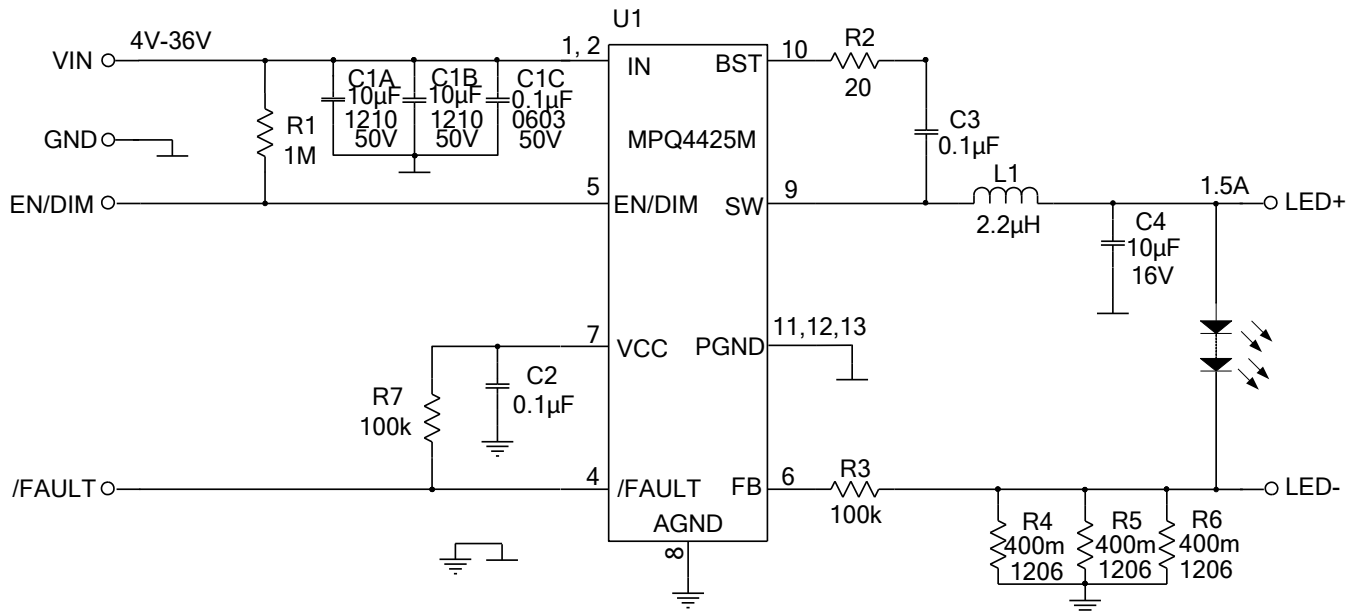 U1
VIN
4V-36V
1, 2
IN
BST
10
R2
20
C1A
10µF
1210
50V
C1B
10µF
1210
50V
C1C
0.1µF
0603
50V
MPQ4425M
GND
R1
1M
C3
0.1µF
EN/DIM
5
EN/DIM
SW
9
L1
2.2µH
1.5A
LED+
C4
10µF
16V
7
VCC
PGND
11,12,13
C2
0.1µF
R7
100k
/FAULT
4
/FAULT
FB
6
R3
100k
LED-
AGND
8
R4
400m
1206
R5
400m
1206
R6
400m
1206